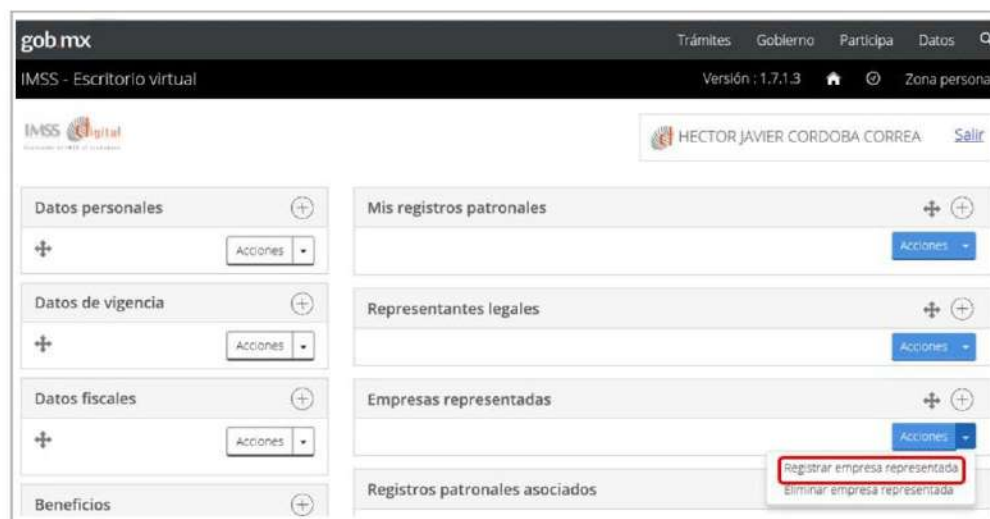 gob.mx
Trámites Gobierno Participa Datos
IMSS - Escritorio virtual
Versión : 1.7.1.3 Zona persona
IMSS Digital
HECTOR JAVIER CORDOBA CORREA Salir
Datos personales
Acciones
Datos de vigencia
Acciones
Datos fiscales
Acciones
Beneficios
Mis registros patronales
Acciones
Representantes legales
Acciones
Empresas representadas
Acciones
Registrar empresa representada
Eliminar empresa representada
Registros patronales asociados